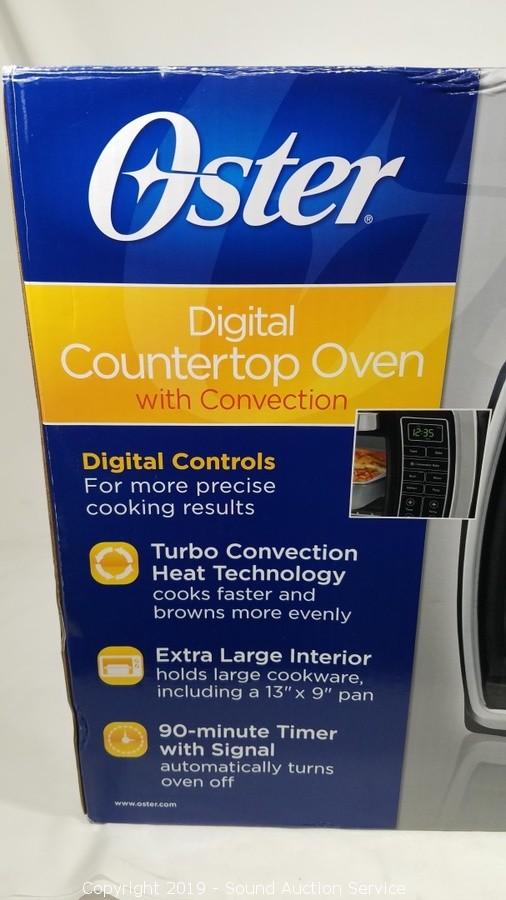 Oster®
Digital
Countertop Oven
with Convection
12:35
Digital Controls
For more precise
cooking results
Turbo Convection
Heat Technology
cooks faster and
browns more evenly
Extra Large Interior
holds large cookware,
including a 13" x 9" pan
90-minute Timer
with Signal
automatically turns
oven off
www.oster.com
Copyright 2019 - Sound Auction Service